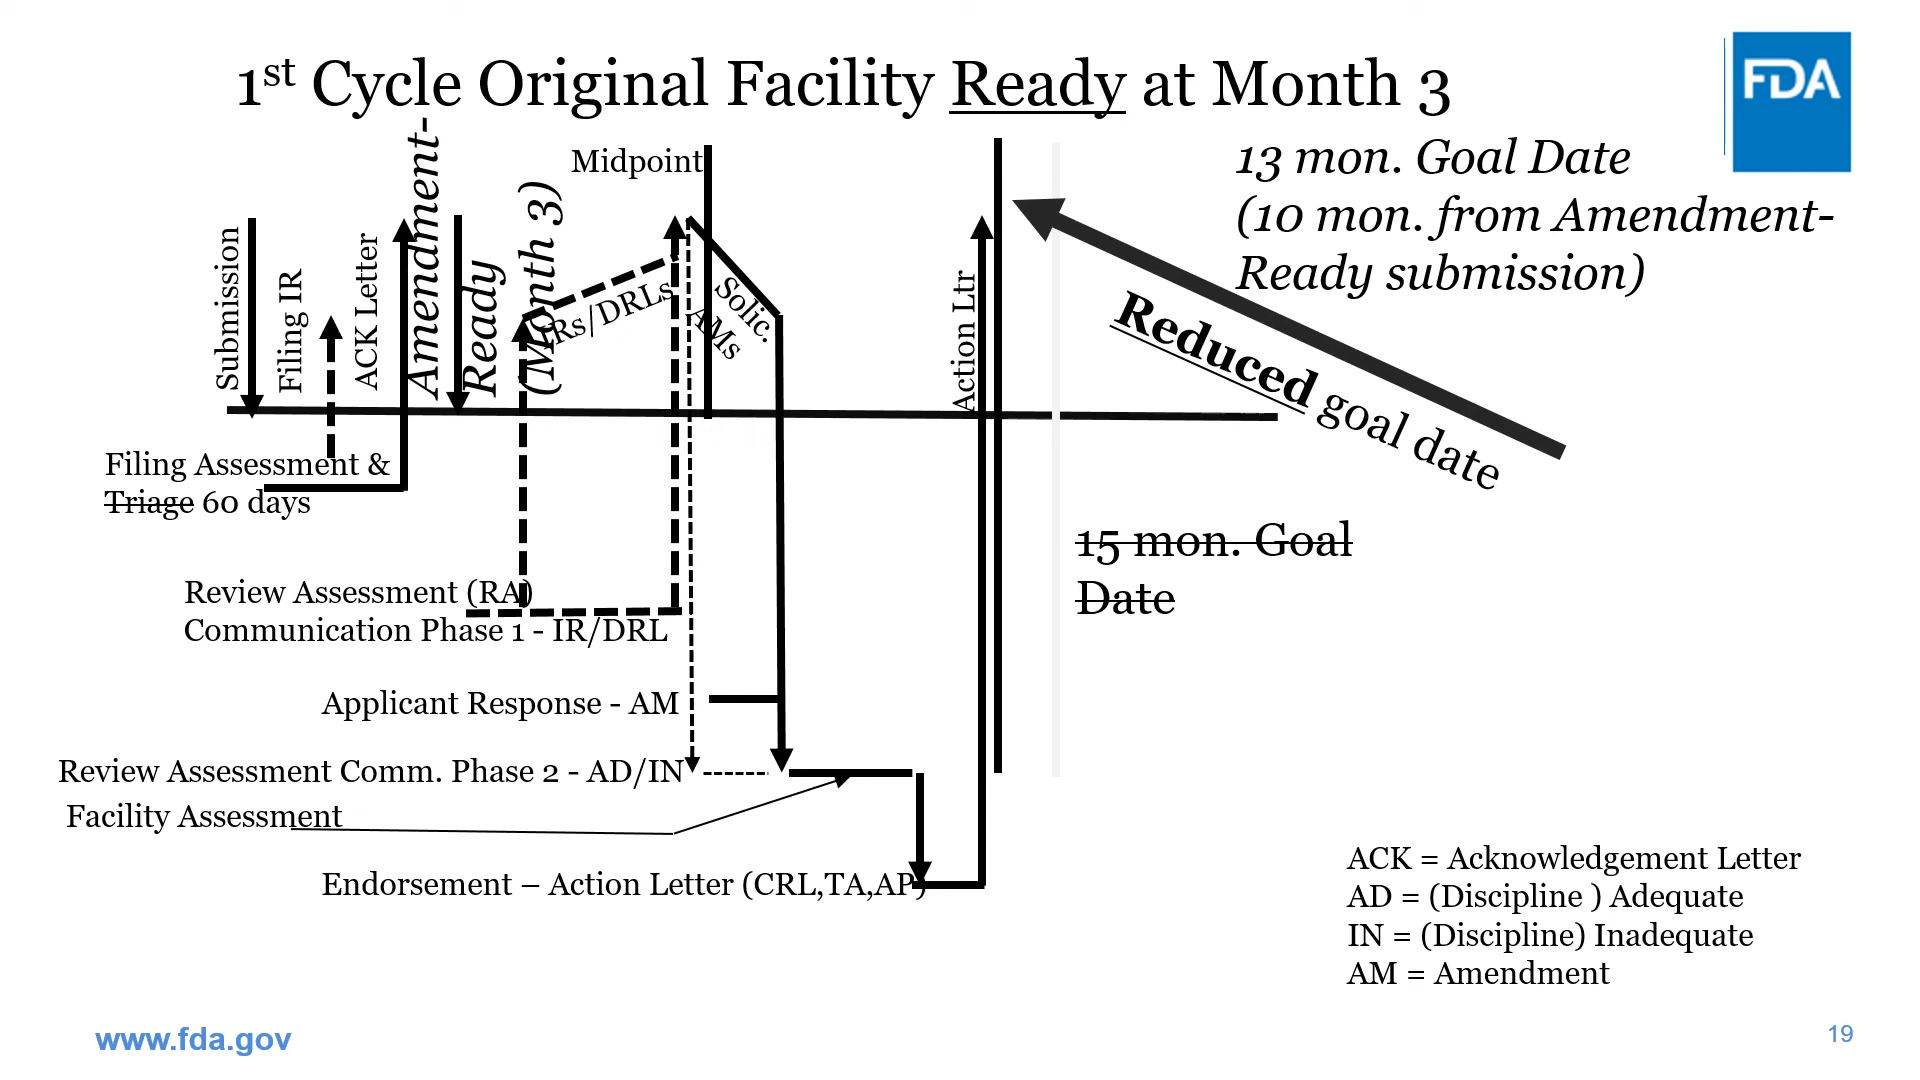 1st Cycle Original Facility Ready at Month 3
FDA
Midpoint
13 mon. Goal Date
(10 mon. from Amendment-
Ready submission)
Submission
Filing IR
ACK Letter
Amendment-
Ready
(Month 3)
IRs/DRLs
Solic.
AMs
Action Ltr
Reduced goal date
Filing Assessment &
Triage 60 days
15 mon. Goal
Date
Review Assessment (RA)
Communication Phase 1 - IR/DRL
Applicant Response - AM
Review Assessment Comm. Phase 2 - AD/IN
Facility Assessment
Endorsement – Action Letter (CRL,TA,AP)
ACK = Acknowledgement Letter
AD = (Discipline ) Adequate
IN = (Discipline) Inadequate
AM = Amendment
www.fda.gov
19